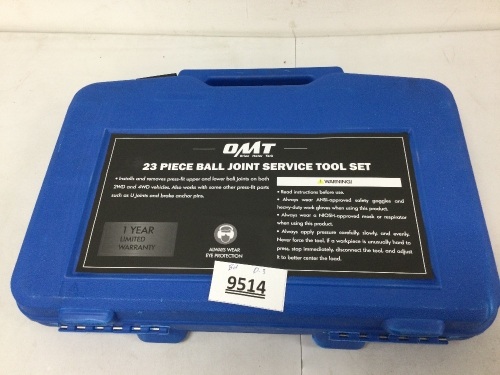 OMT
23 PIECE BALL JOINT SERVICE TOOL SET
• Installs and removes press-fit upper and lower ball joints on both
2WD and 4WD vehicles. Also works with some other press-fit parts
such as U joints and brake anchor pins.
1 YEAR
LIMITED
WARRANTY
ALWAYS WEAR
EYE PROTECTION
WARNING!
• Read instructions before use.
• Always wear ANSI-approved safety goggles and
heavy-duty work gloves when using this product.
• Always wear a NIOSH-approved mask or respirator
when using this product.
• Always apply pressure carefully, slowly, and evenly.
Never force the tool. If a workpiece is unusually hard to
press, stop immediately, disconnect the tool, and adjust
it to better center the load.
9514